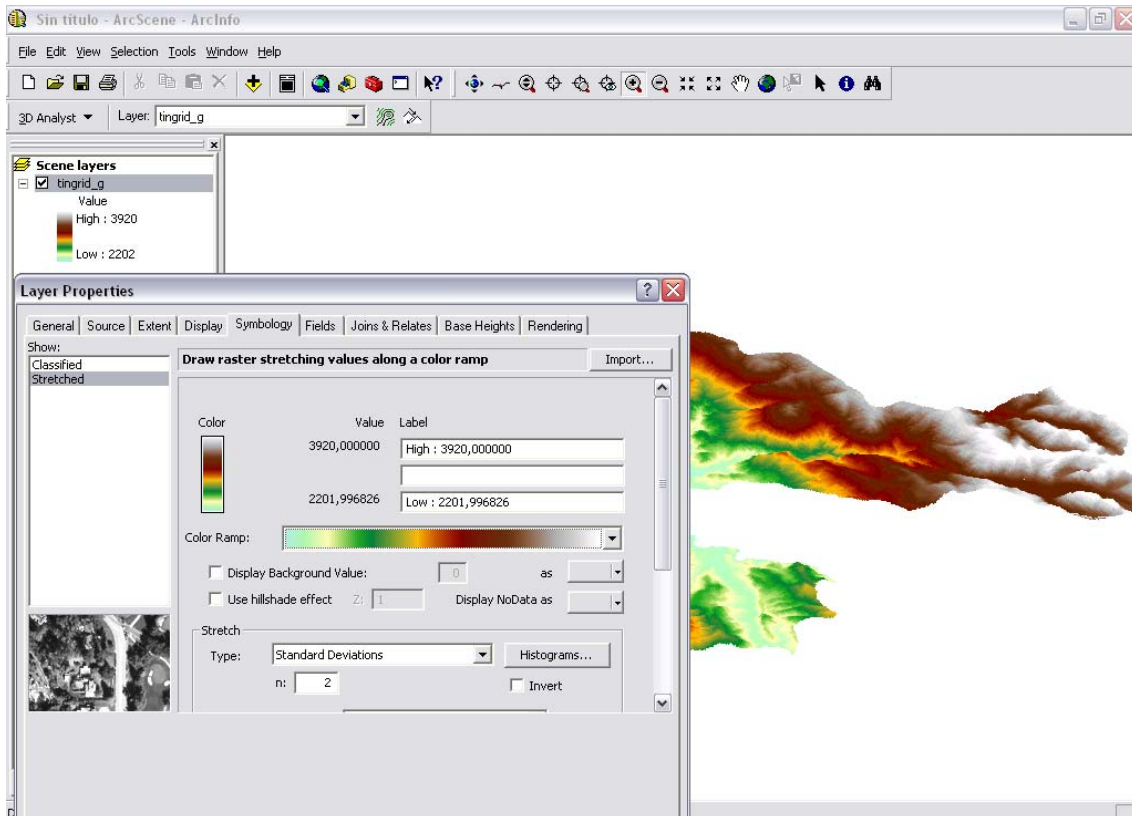 Sin título - ArcScene - ArcInfo
File Edit View Selection Tools Window Help
3D Analyst Layer: tingrid_g
Scene layers
tingrid_g
Value
High : 3920
Low : 2202
Layer Properties
General Source Extent Display Symbology Fields Joins & Relates Base Heights Rendering
Show:
Classified
Stretched
Draw raster stretching values along a color ramp Import...
Color Value Label
3920,000000 High : 3920,000000
2201,996826 Low : 2201,996826
Color Ramp:
Display Background Value: 0 as
Use hillshade effect Z: 1 Display NoData as
Stretch
Type: Standard Deviations Histograms...
n: 2 Invert